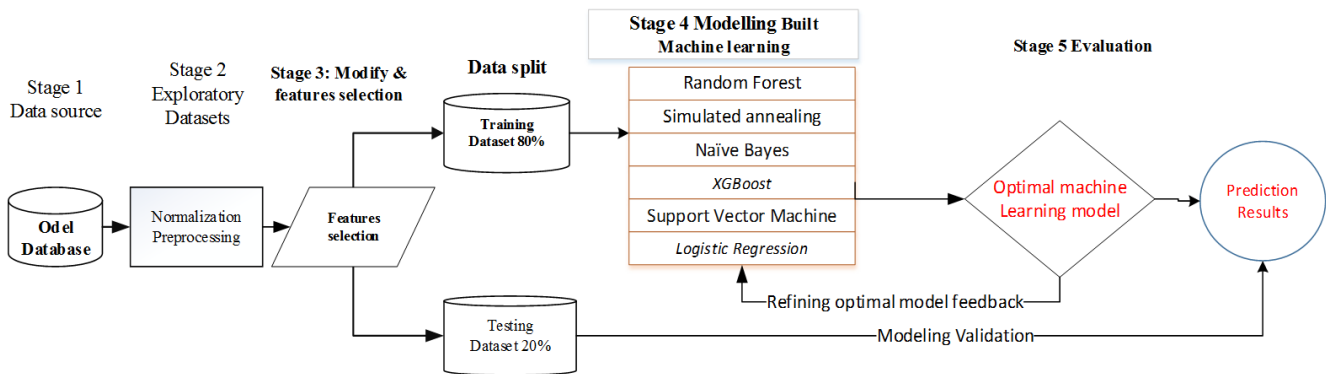 Stage 1
Data source
Stage 2
Exploratory
Datasets
Stage 3: Modify &
features selection
Data split
Stage 4 Modelling Built
Machine learning
Stage 5 Evaluation
Odel
Database
Normalization
Preprocessing
Features
selection
Training
Dataset 80%
Testing
Dataset 20%
Random Forest
Simulated annealing
Naïve Bayes
XGBoost
Support Vector Machine
Logistic Regression
Optimal machine
Learning model
Prediction
Results
Refining optimal model feedback
Modeling Validation